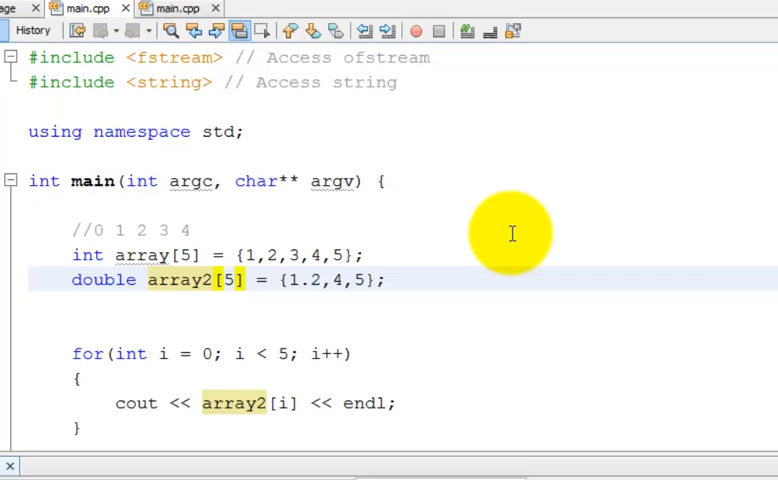 age main.cpp main.cpp
History
#include <fstream> // Access ofstream
#include <string> // Access string
using namespace std;
int main(int argc, char** argv) {
//0 1 2 3 4
int array[5] = {1,2,3,4,5};
double array2[5] = {1.2,4,5};
for(int i = 0; i < 5; i++)
{
cout << array2[i] << endl;
}